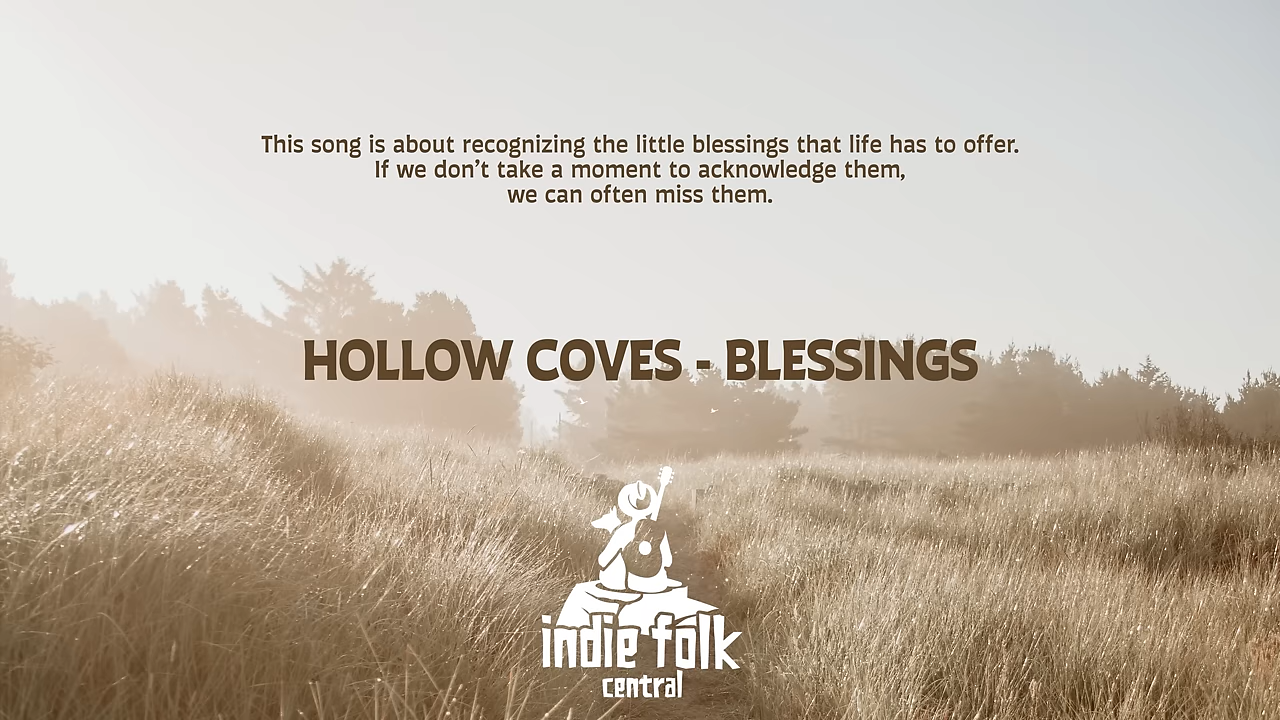 This song is about recognizing the little blessings that life has to offer.
If we don’t take a moment to acknowledge them,
we can often miss them.
HOLLOW COVES - BLESSINGS
indie folk
central